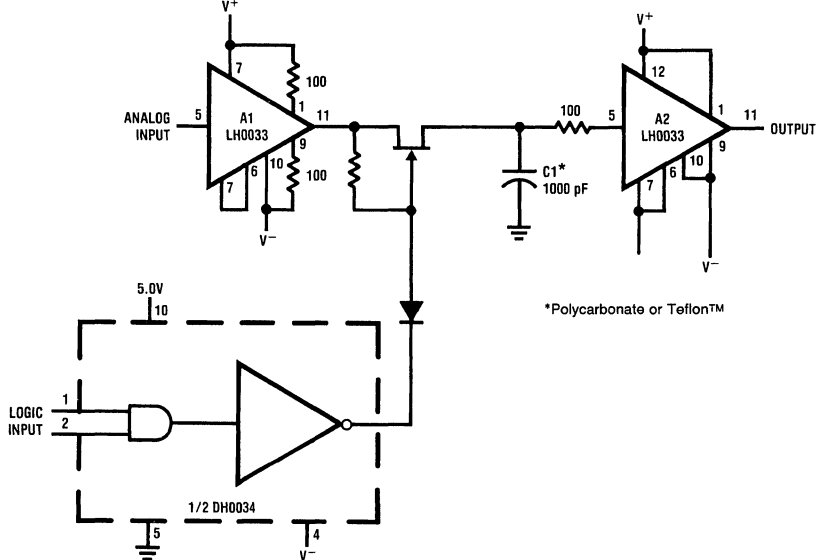 V+
7
100
1
5
A1
LH0033
11
ANALOG
INPUT
9
10
6
7
100
V−
V+
12
1
100
5
A2
LH0033
11
OUTPUT
9
10
6
7
C1*
1000 pF
V−
*Polycarbonate or Teflon™
5.0V
10
LOGIC
INPUT
1
2
1/2 DH0034
5
4
V−